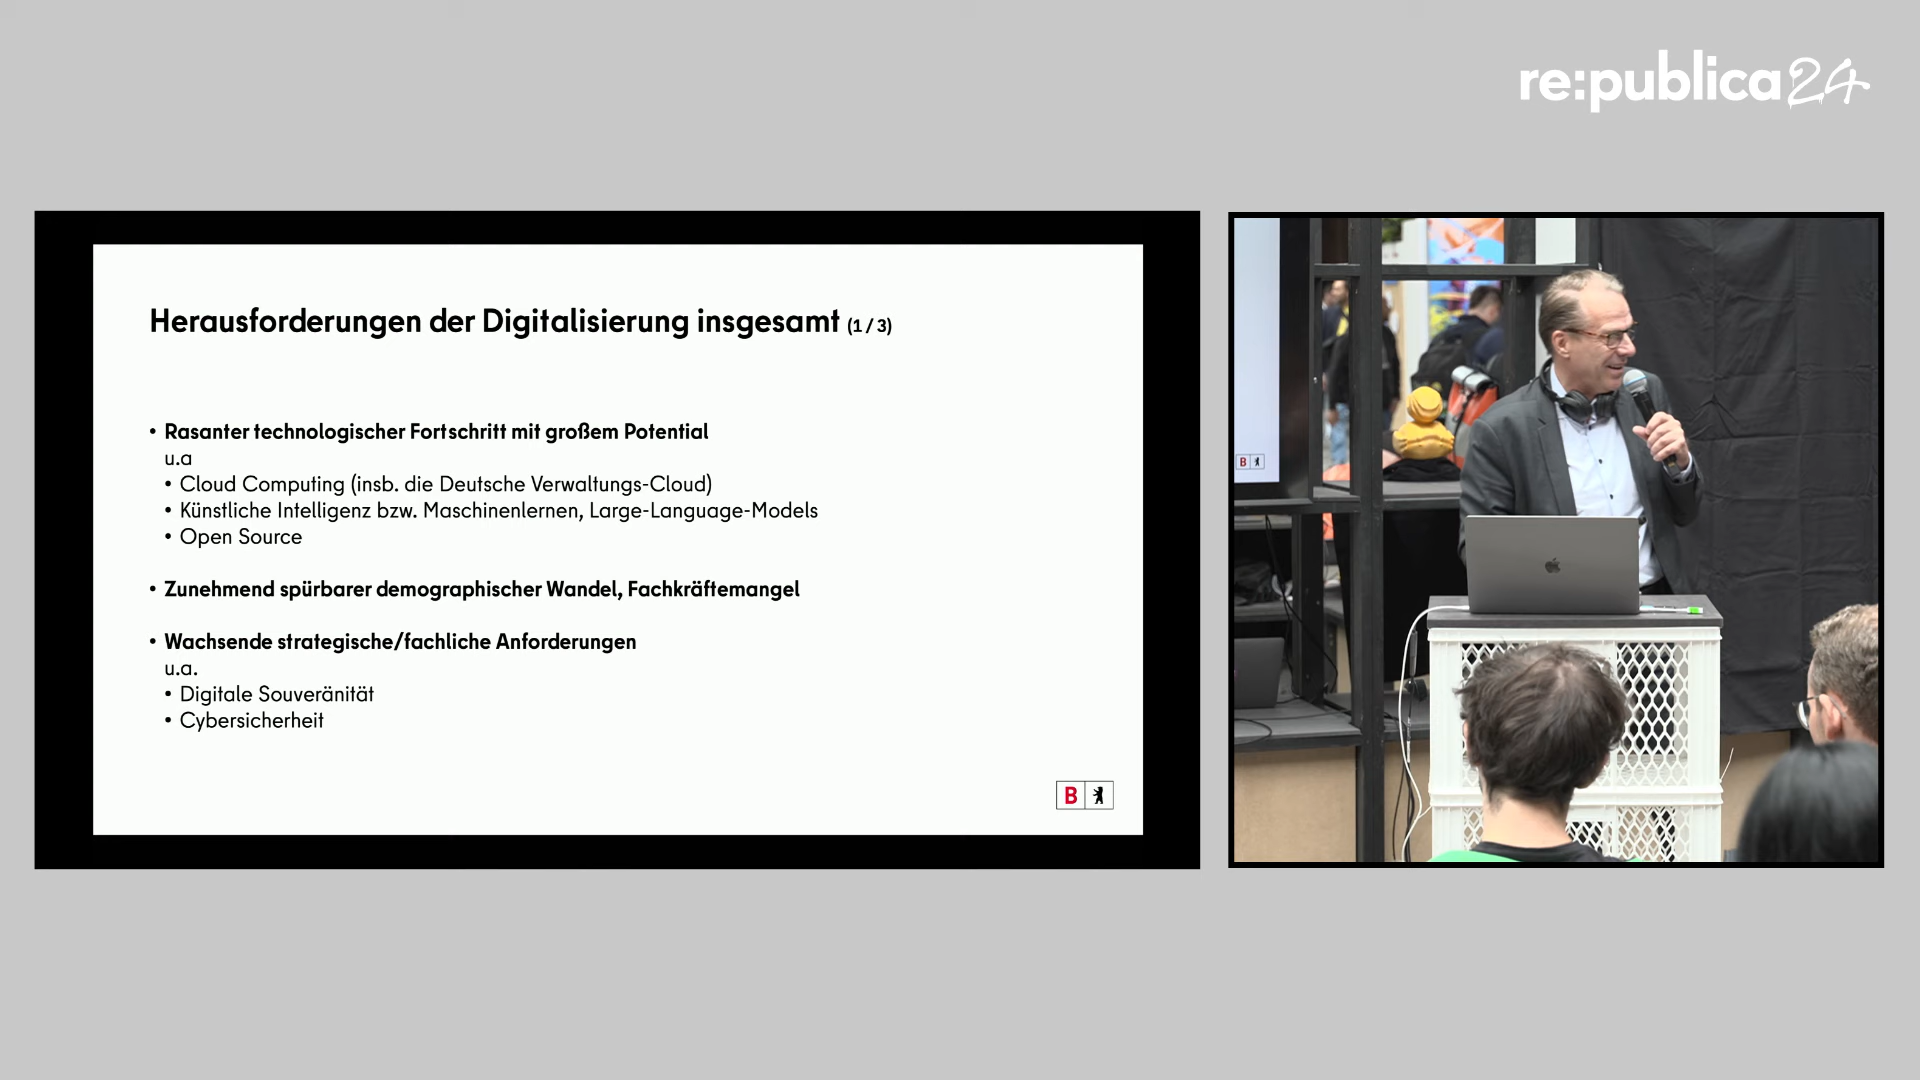 re:publica 24
Herausforderungen der Digitalisierung insgesamt (1 / 3)
• Rasanter technologischer Fortschritt mit großem Potential
u.a
• Cloud Computing (insb. die Deutsche Verwaltungs-Cloud)
• Künstliche Intelligenz bzw. Maschinenlernen, Large-Language-Models
• Open Source
• Zunehmend spürbarer demographischer Wandel, Fachkräftemangel
• Wachsende strategische/fachliche Anforderungen
u.a.
• Digitale Souveränität
• Cybersicherheit
B
B